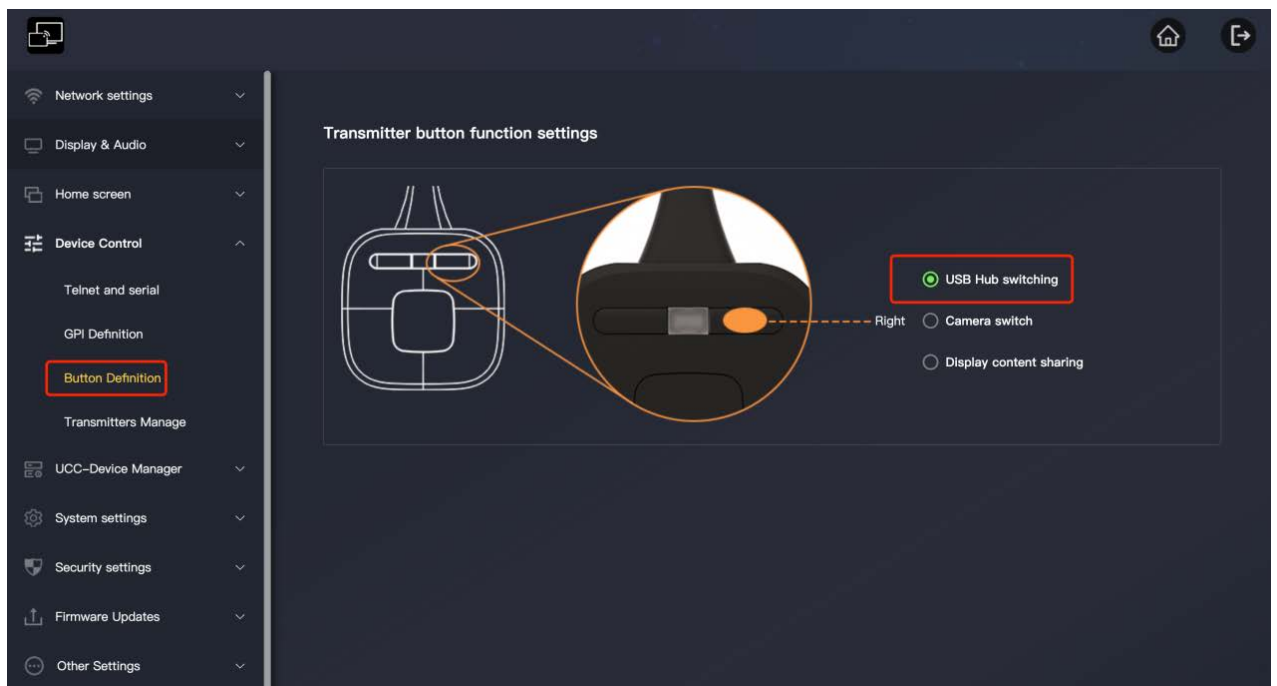 Network settings
Display & Audio
Home screen
Device Control
Telnet and serial
GPI Definition
Button Definition
Transmitters Manage
UCC-Device Manager
System settings
Security settings
Firmware Updates
Other Settings
Transmitter button function settings
USB Hub switching
Right
Camera switch
Display content sharing